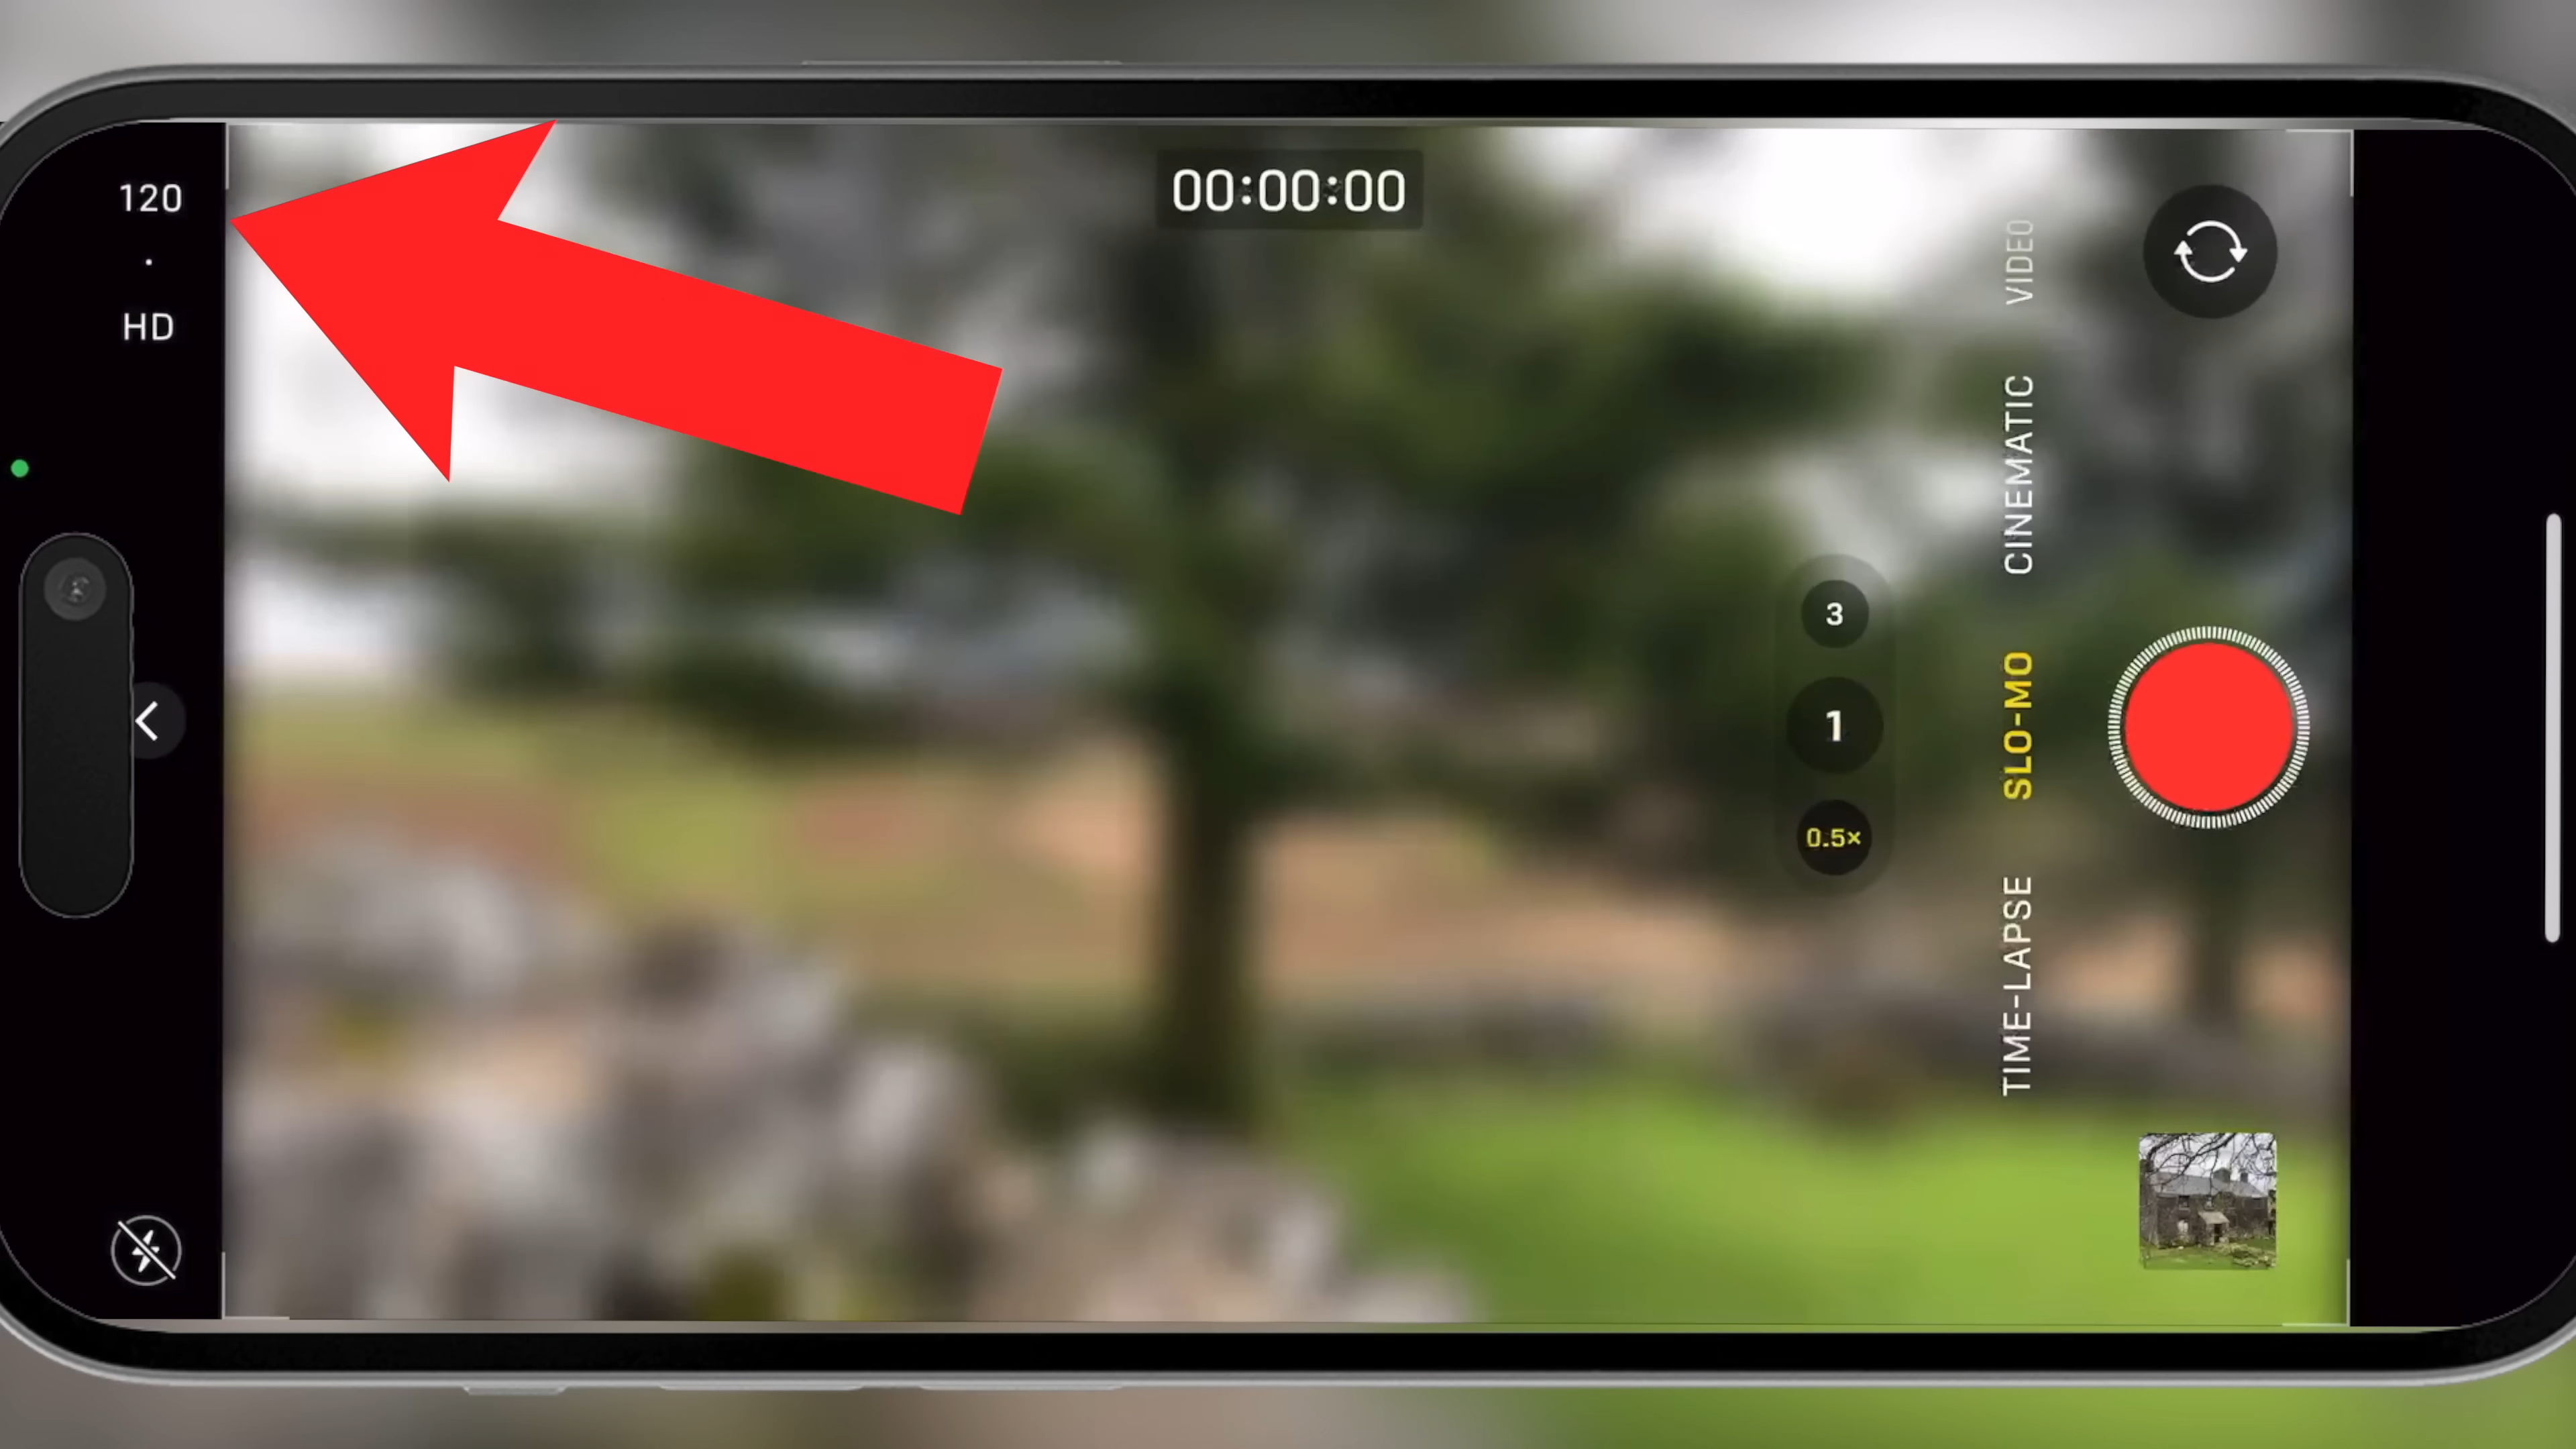 120
·
HD
00:00:00
VIDEO
CINEMATIC
SLO-MO
TIME-LAPSE
3
1
0.5×